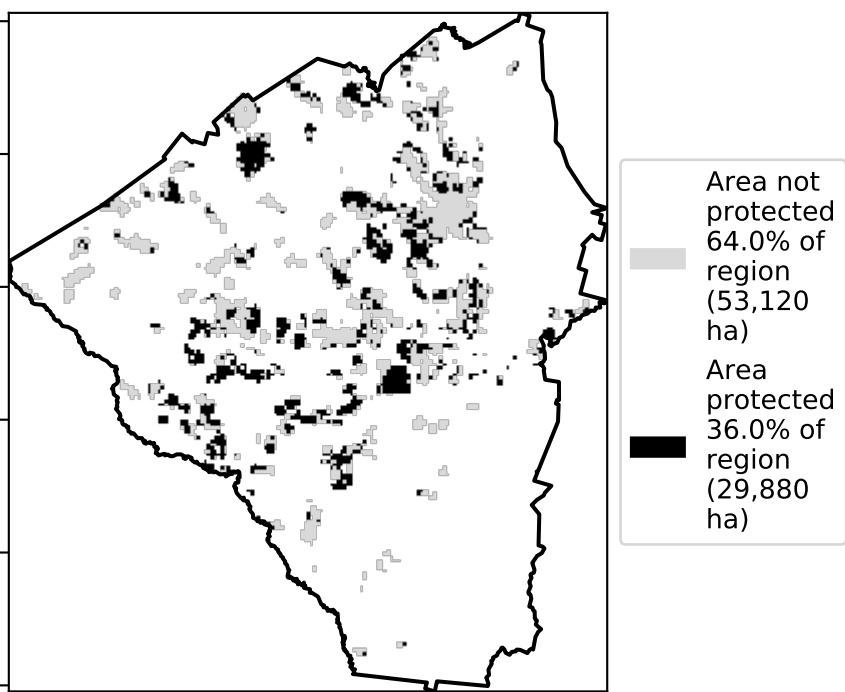 Area not
protected
64.0% of
region
(53,120
ha)
Area
protected
36.0% of
region
(29,880
ha)